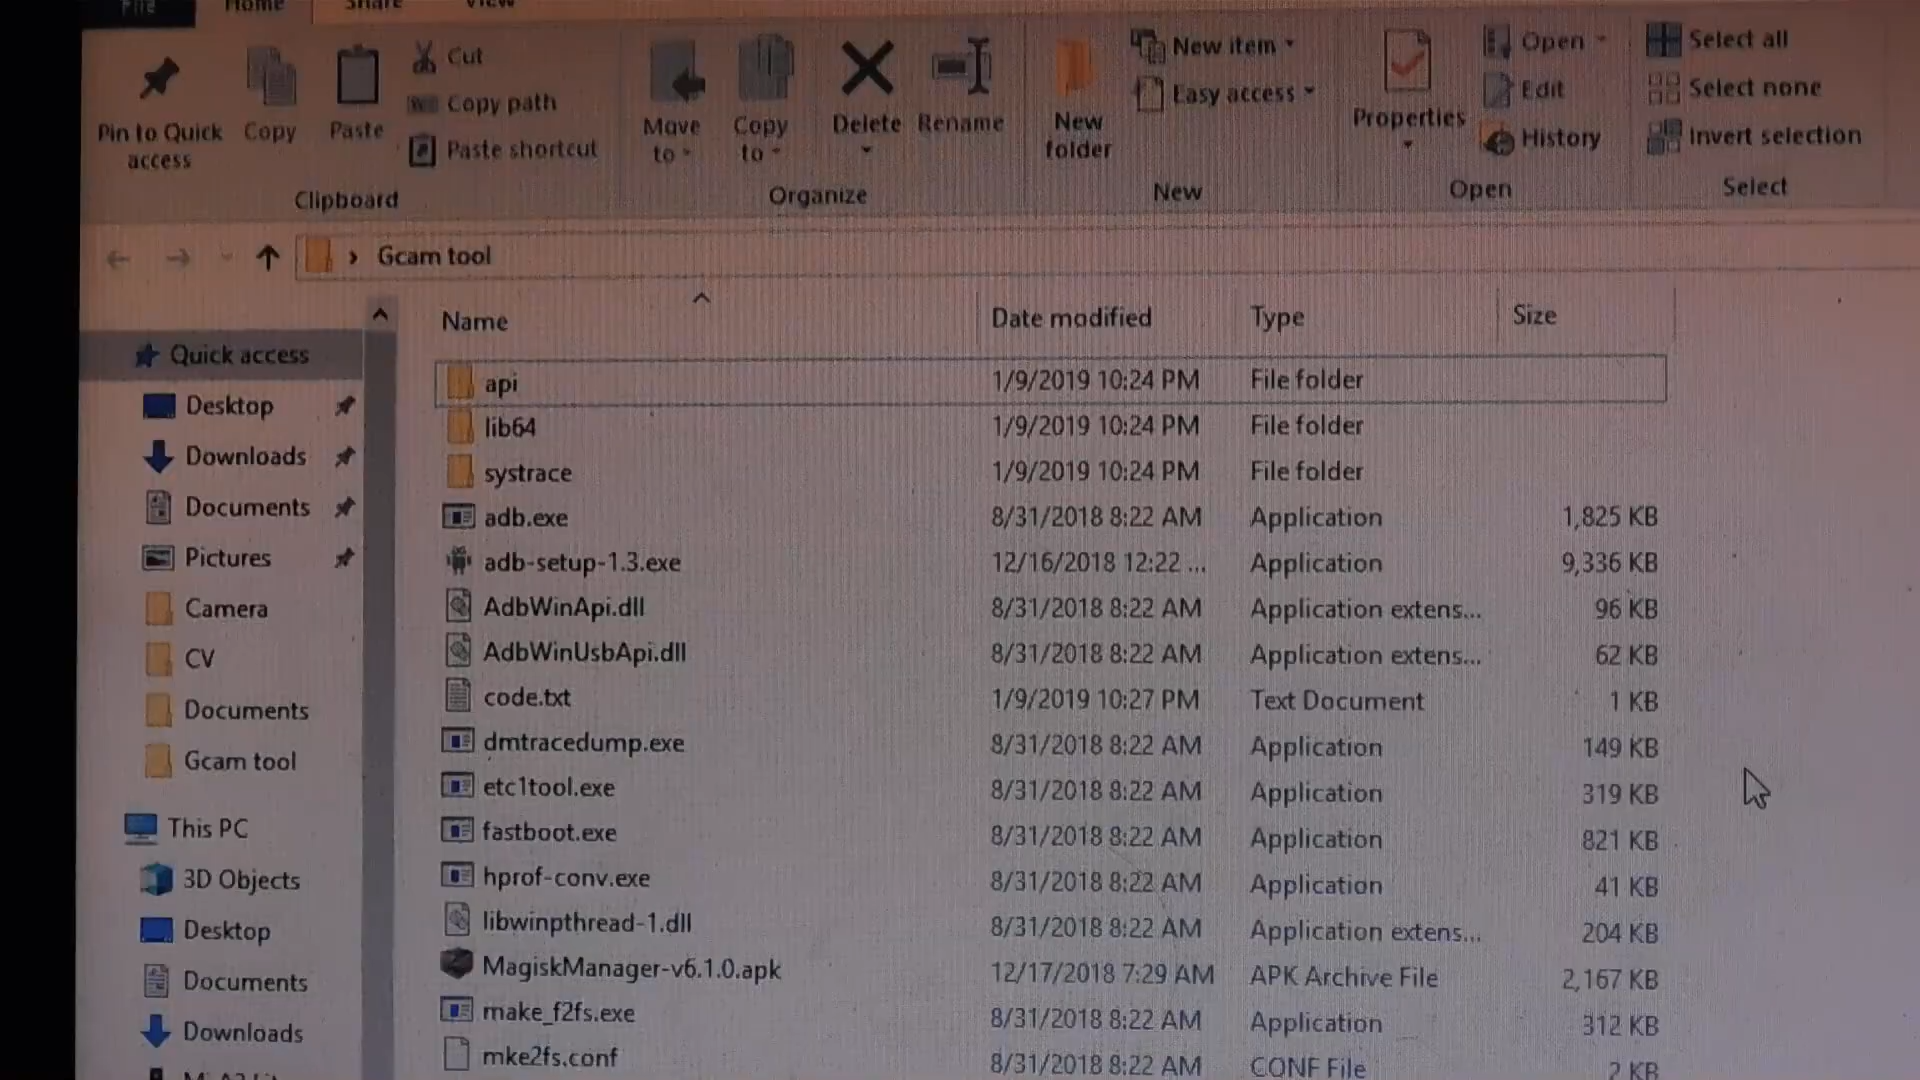 File Home Share View
Pin to Quick access
Copy
Paste
Cut
Copy path
Paste shortcut
Clipboard
Move to
Copy to
Delete
Rename
Organize
New folder
New item
Easy access
New
Properties
Open
Edit
History
Open
Select all
Select none
Invert selection
Select
Gcam tool
Quick access
Desktop
Downloads
Documents
Pictures
Camera
CV
Documents
Gcam tool
This PC
3D Objects
Desktop
Documents
Downloads
Name Date modified Type Size
api 1/9/2019 10:24 PM File folder
lib64 1/9/2019 10:24 PM File folder
systrace 1/9/2019 10:24 PM File folder
adb.exe 8/31/2018 8:22 AM Application 1,825 KB
adb-setup-1.3.exe 12/16/2018 12:22 ... Application 9,336 KB
AdbWinApi.dll 8/31/2018 8:22 AM Application extens... 96 KB
AdbWinUsbApi.dll 8/31/2018 8:22 AM Application extens... 62 KB
code.txt 1/9/2019 10:27 PM Text Document 1 KB
dmtracedump.exe 8/31/2018 8:22 AM Application 149 KB
etc1tool.exe 8/31/2018 8:22 AM Application 319 KB
fastboot.exe 8/31/2018 8:22 AM Application 821 KB
hprof-conv.exe 8/31/2018 8:22 AM Application 41 KB
libwinpthread-1.dll 8/31/2018 8:22 AM Application extens... 204 KB
MagiskManager-v6.1.0.apk 12/17/2018 7:29 AM APK Archive File 2,167 KB
make_f2fs.exe 8/31/2018 8:22 AM Application 312 KB
mke2fs.conf 8/31/2018 8:22 AM CONF File 2 KB